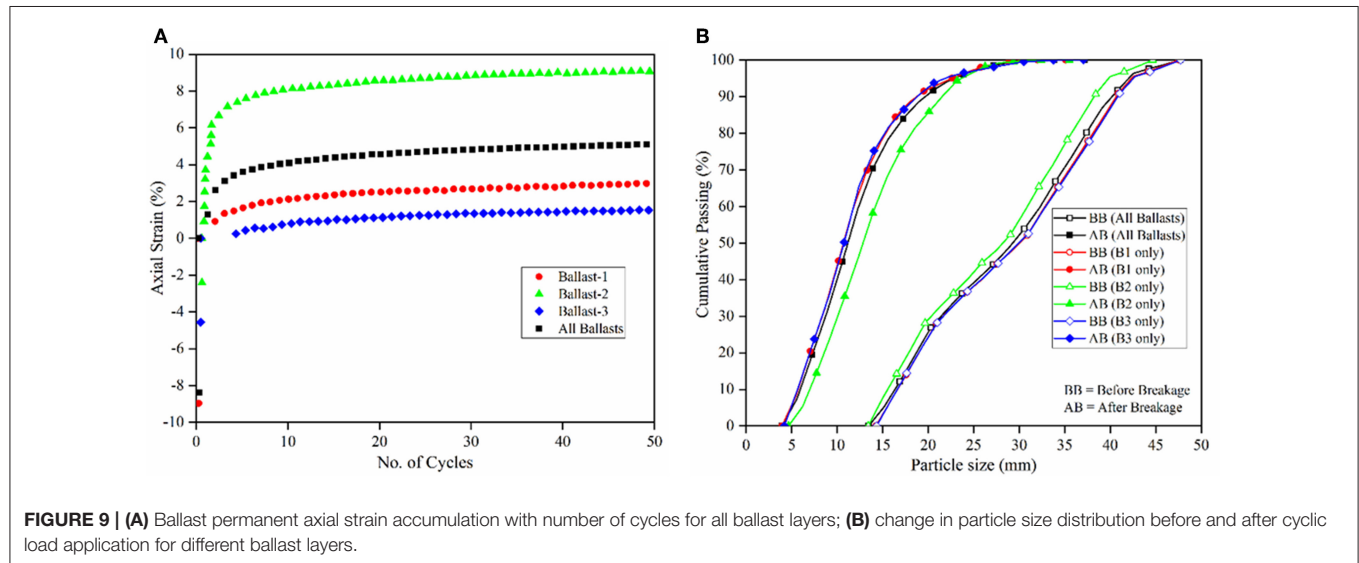 A
B
10
8
6
4
2
0
-2
-4
-6
-8
-10
Axial Strain (%)
0 10 20 30 40 50
No. of Cycles
Ballast-1
Ballast-2
Ballast-3
All Ballasts
100
90
80
70
60
50
40
30
20
10
0
Cumulative Passing (%)
0 5 10 15 20 25 30 35 40 45 50
Particle size (mm)
BB (All Ballasts)
AB (All Ballasts)
BB (B1 only)
AB (B1 only)
BB (B2 only)
AB (B2 only)
BB (B3 only)
AB (B3 only)
BB = Before Breakage
AB = After Breakage
FIGURE 9 | (A) Ballast permanent axial strain accumulation with number of cycles for all ballast layers; (B) change in particle size distribution before and after cyclic
load application for different ballast layers.